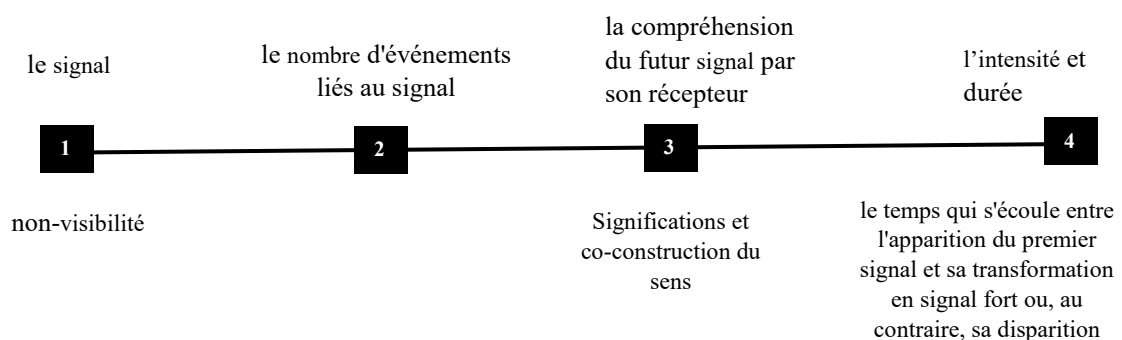 le signal
le nombre d'événements
liés au signal
la compréhension
du futur signal par
son récepteur
l’intensité et
durée
1
2
3
4
non-visibilité
Significations et
co-construction du
sens
le temps qui s'écoule entre
l'apparition du premier
signal et sa transformation
en signal fort ou, au
contraire, sa disparition